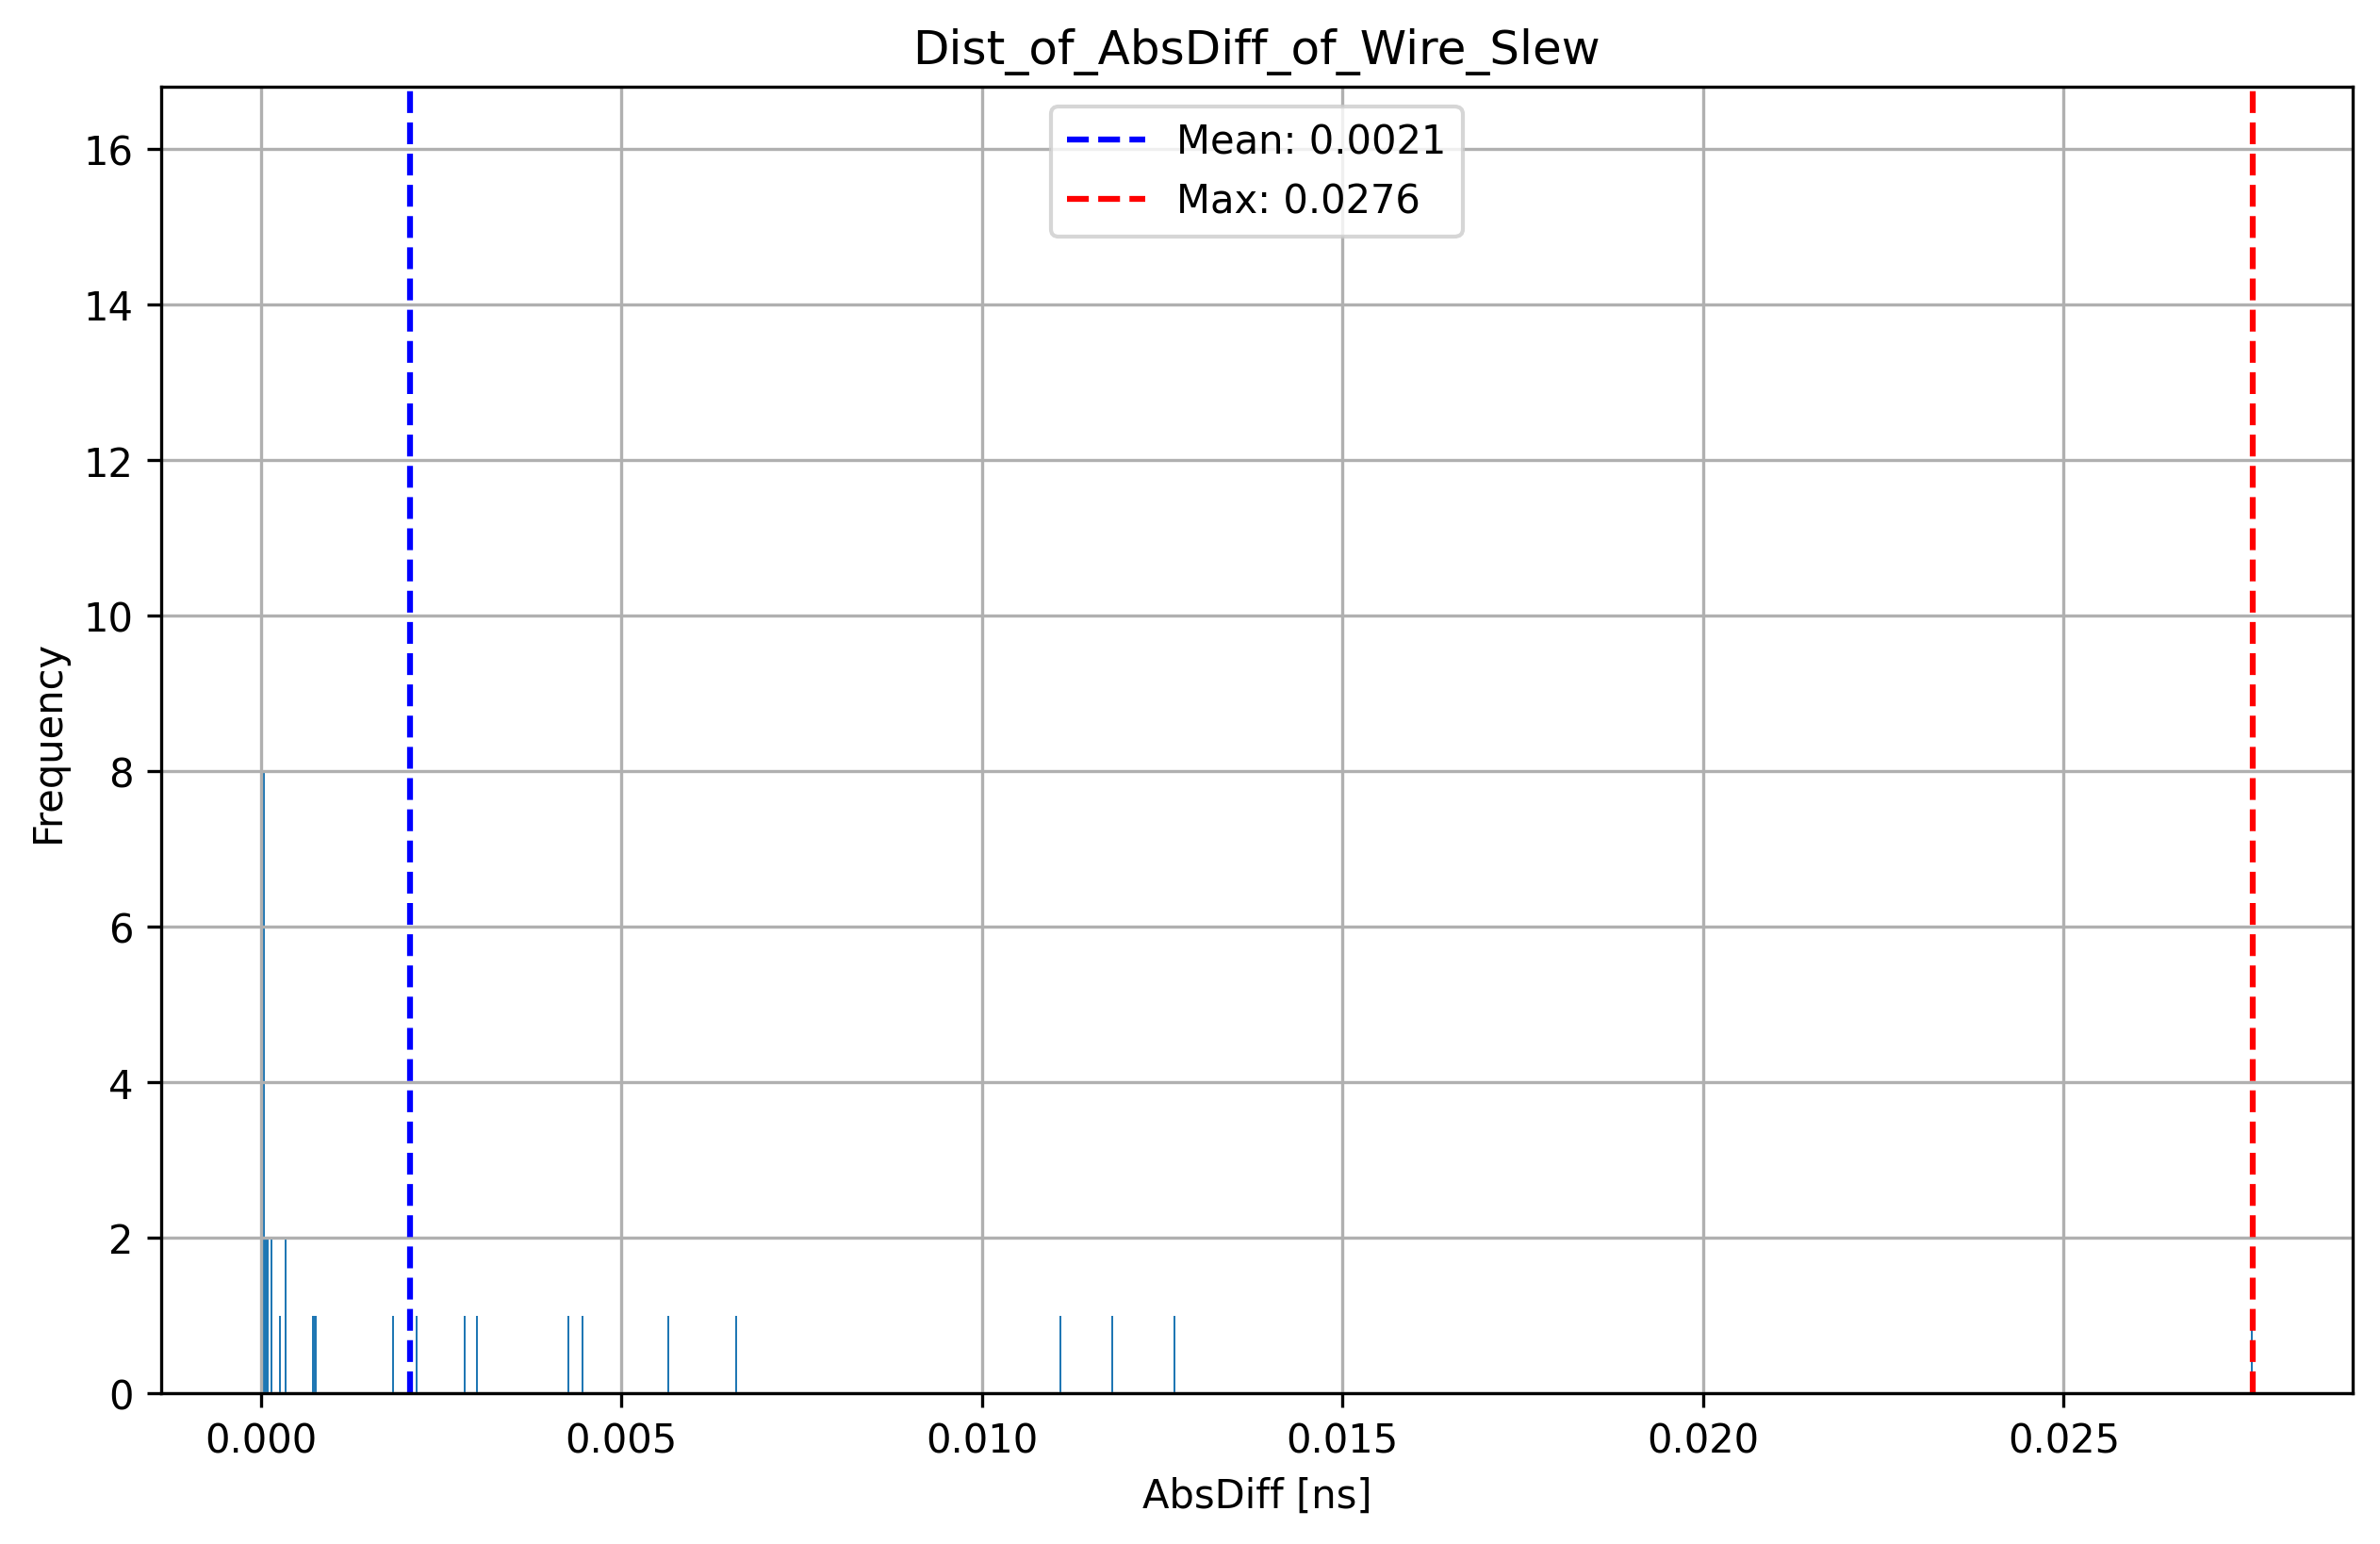 Dist_of_AbsDiff_of_Wire_Slew
Mean: 0.0021
Max: 0.0276
16
14
12
10
8
6
4
2
0
Frequency
0.000 0.005 0.010 0.015 0.020 0.025
AbsDiff [ns]